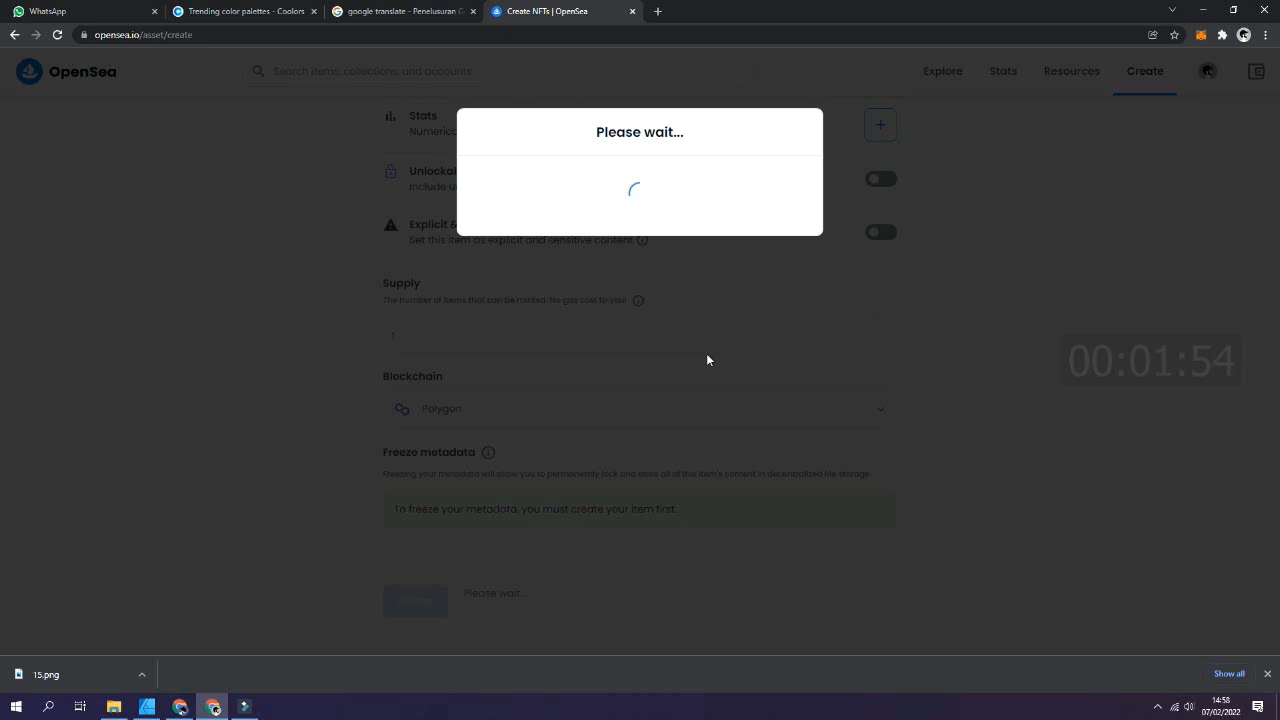 WhatsApp
Trending color palettes - Coolors
google translate - Penelusuran G
Create NFTs | OpenSea
opensea.io/asset/create
OpenSea
Search items, collections, and accounts
Explore
Stats
Resources
Create
Please wait...
Stats
Numerica
Unlockal
Include u
Explicit &
Set this item as explicit and sensitive content
Supply
The number of items that can be minted. No gas cost to you!
1
00:01:54
Blockchain
Polygon
Freeze metadata
Freezing your metadata will allow you to permanently lock and store all of this item's content in decentralized file storage.
To freeze your metadata, you must create your item first.
Please wait...
15.png
Show all
14:58
07/02/2022